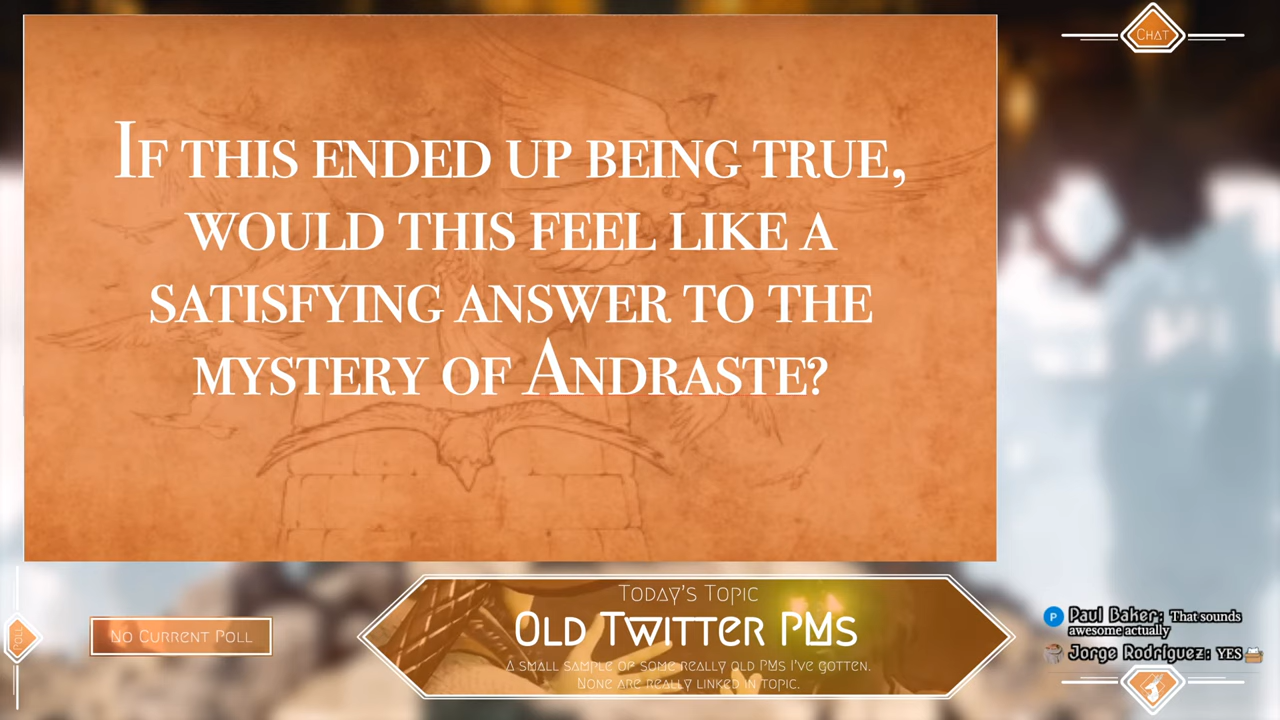 If this ended up being true,
would this feel like a
satisfying answer to the
mystery of Andraste?
Chat
Poll
No Current Poll
Today's Topic
Old Twitter PMs
A small sample of some really old PMs I've gotten.
None are really linked in topic.
P Paul Baker: That sounds
awesome actually
Jorge Rodriguez: YES